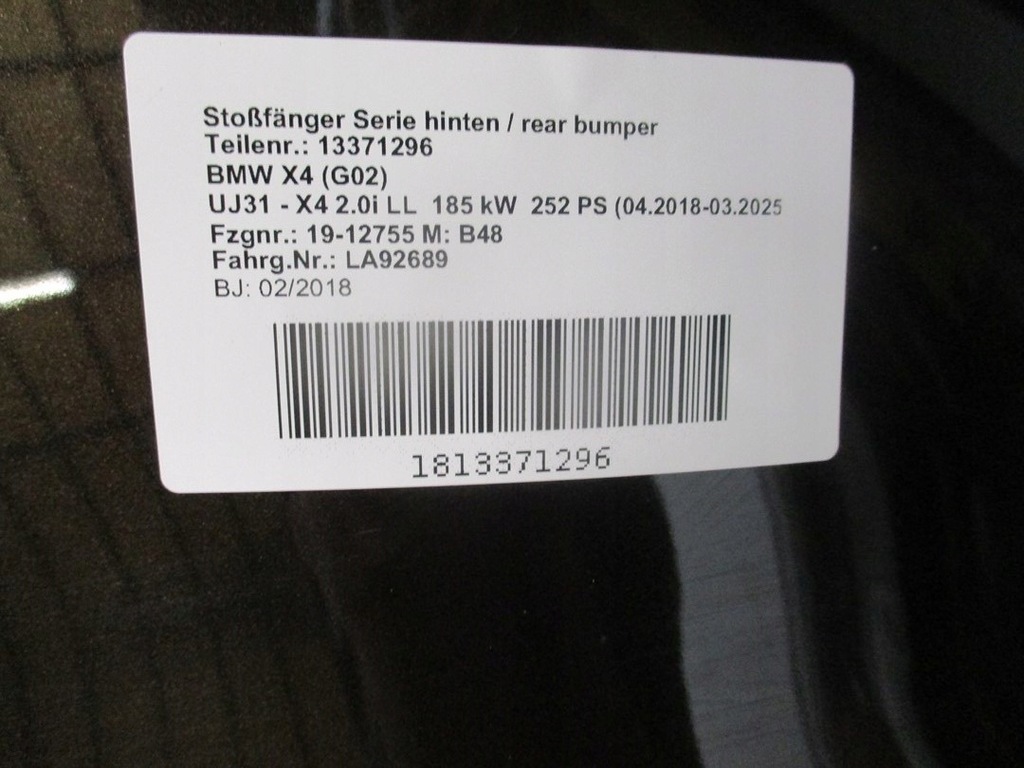 Stoßfänger Serie hinten / rear bumper
Teilenr.: 13371296
BMW X4 (G02)
UJ31 - X4 2.0i LL 185 kW 252 PS (04.2018-03.2025
Fzgnr.: 19-12755 M: B48
Fahrg.Nr.: LA92689
BJ: 02/2018
1813371296